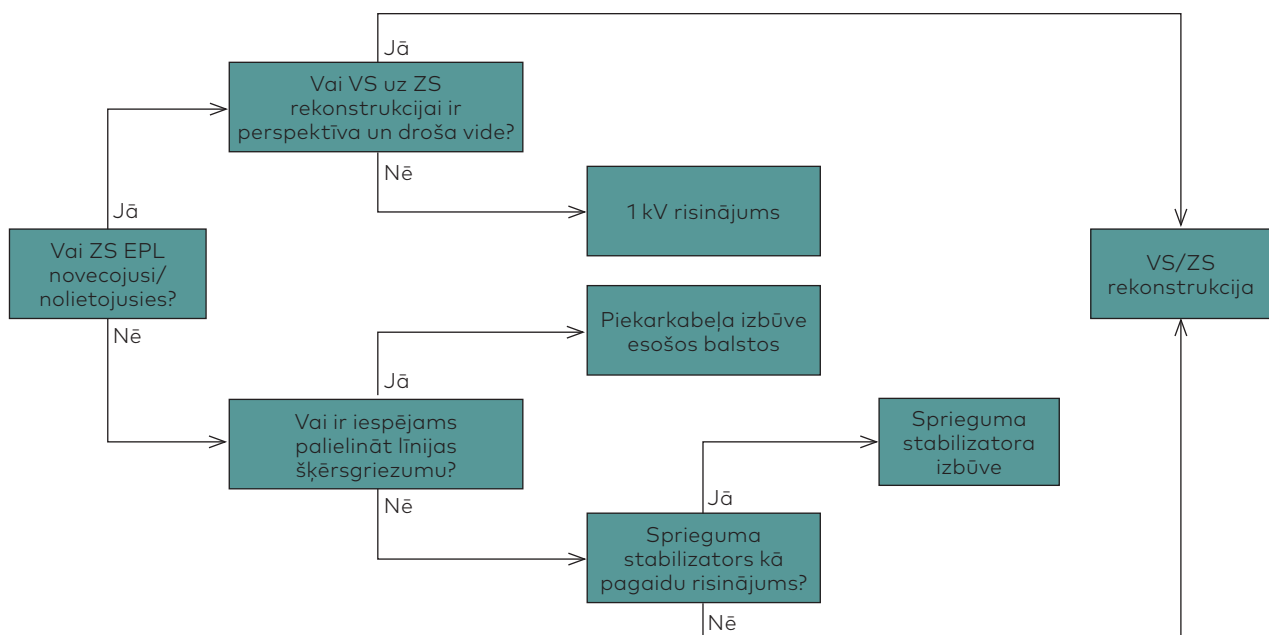 Jā
Vai VS uz ZS
rekonstrukcijai ir
perspektīva un droša vide?
Nē
1 kV risinājums
Jā
Vai ZS EPL
novecojusi/
nolietojusies?
Nē
VS/ZS
rekonstrukcija
Piekarkabeļa izbūve
esošos balstos
Jā
Vai ir iespējams
palielināt līnijas
šķērsgriezumu?
Nē
Sprieguma
stabilizatora
izbūve
Jā
Sprieguma
stabilizators kā
pagaidu risinājums?
Nē